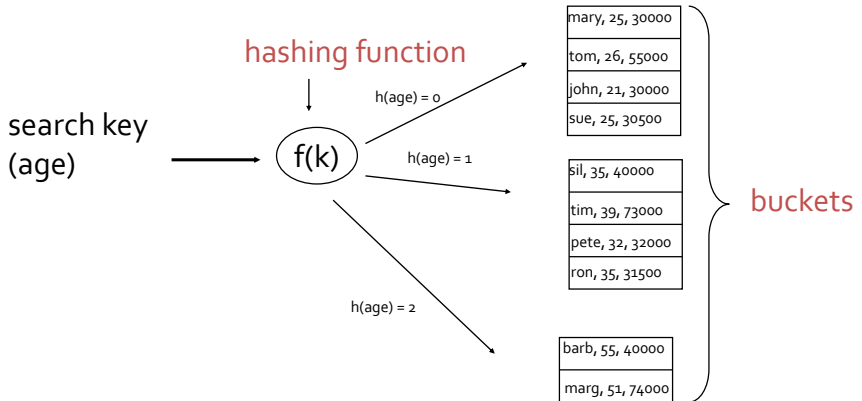 hashing function
search key
(age)
f(k)
h(age) = 0
h(age) = 1
h(age) = 2
mary, 25, 30000
tom, 26, 55000
john, 21, 30000
sue, 25, 30500
sil, 35, 40000
tim, 39, 73000
pete, 32, 32000
ron, 35, 31500
barb, 55, 40000
marg, 51, 74000
buckets